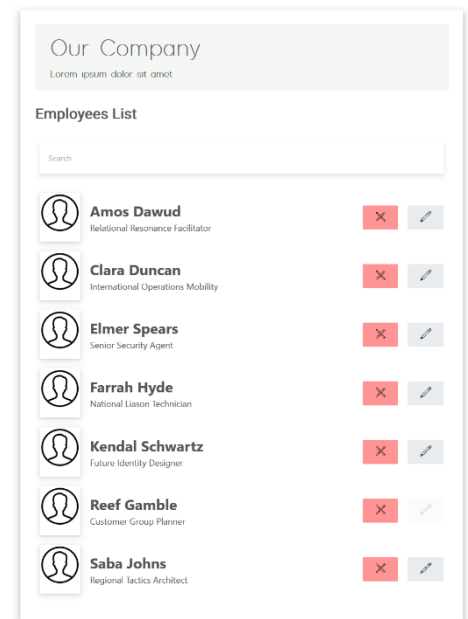 Our Company
Lorem ipsum dolor sit amet
Employees List
Search
Amos Dawud
Relational Resonance Facilitator
Clara Duncan
International Operations Mobility
Elmer Spears
Senior Security Agent
Farrah Hyde
National Liason Technician
Kendal Schwartz
Future Identity Designer
Reef Gamble
Customer Group Planner
Saba Johns
Regional Tactics Architect